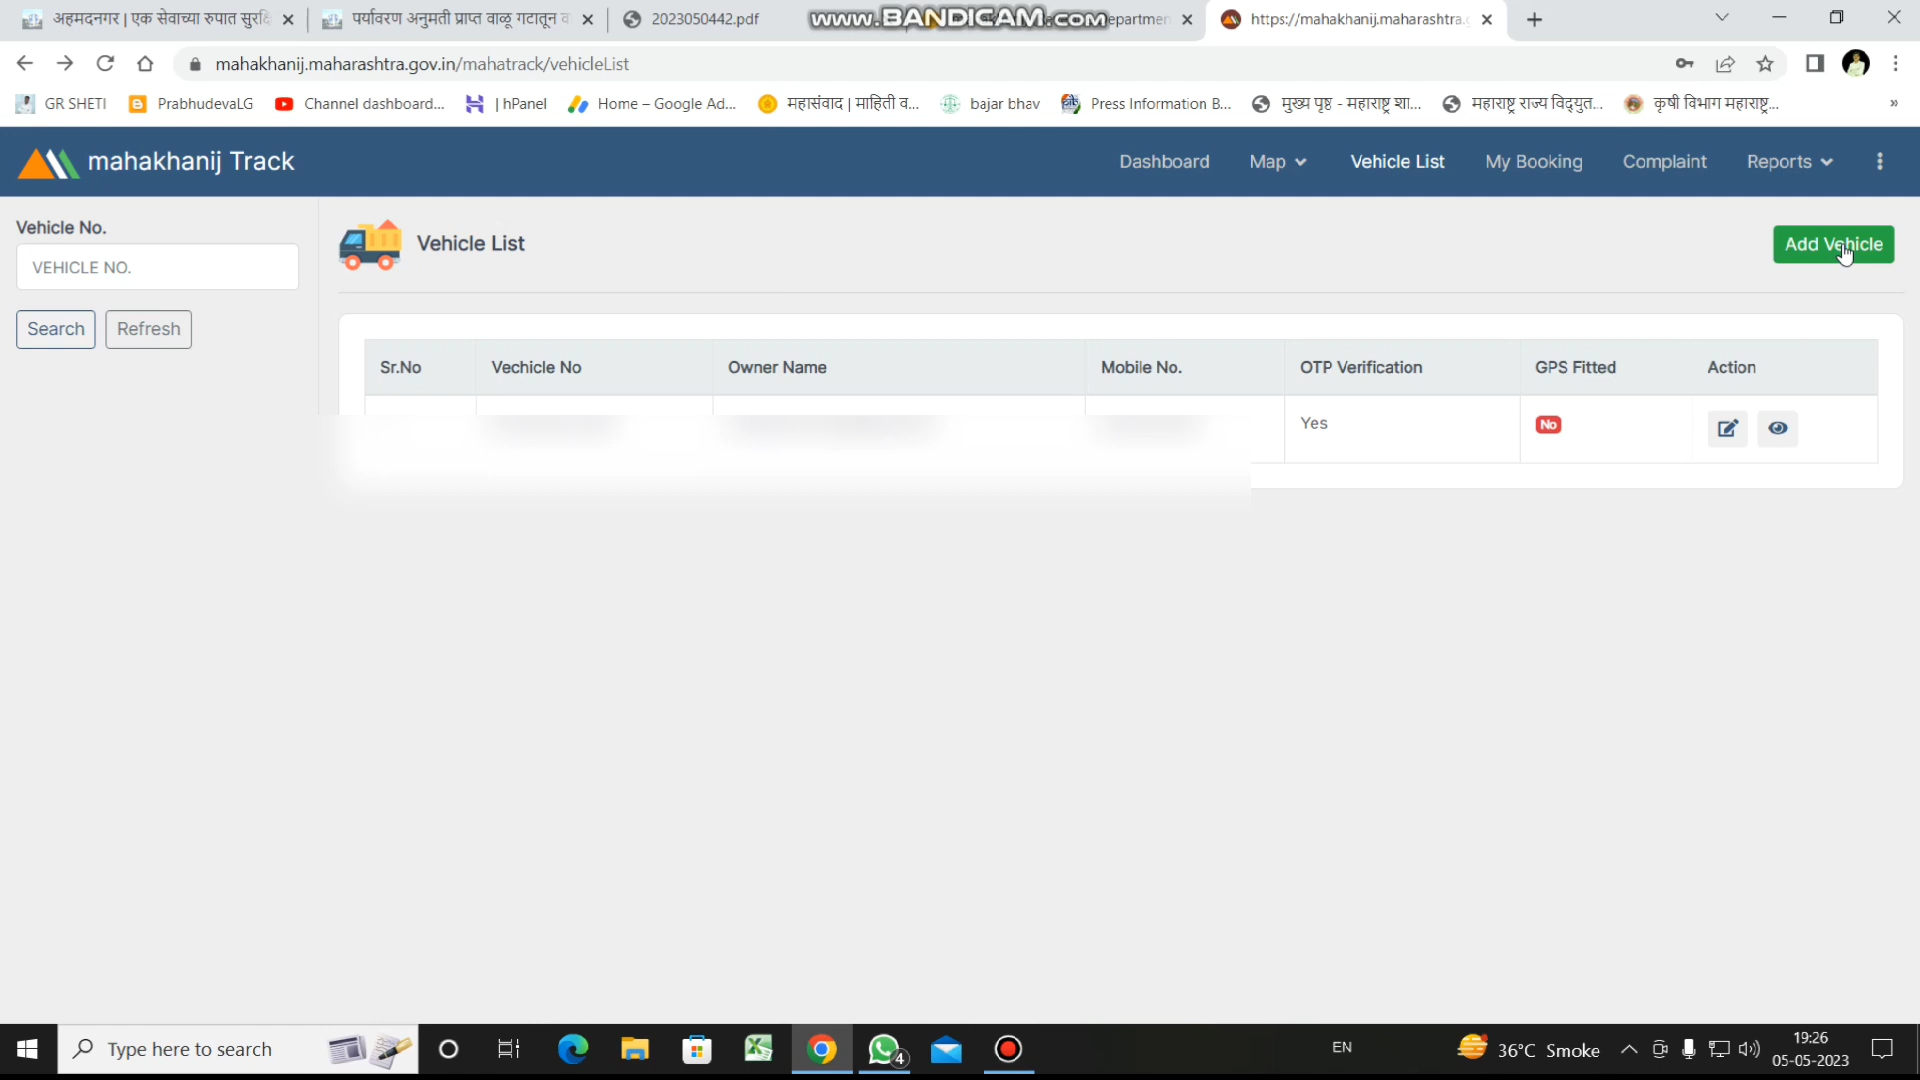 अहमदनगर | एक सेवाच्या रुपात सुरक्षि
पर्यावरण अनुमती प्राप्त वाळू गटातून व
2023050442.pdf
www.BANDICAM.com
epartmen
https://mahakhanij.maharashtra.g
mahakhanij.maharashtra.gov.in/mahatrack/vehicleList
GR SHETI
PrabhudevaLG
Channel dashboard...
| hPanel
Home – Google Ad...
महासंवाद | माहिती व...
bajar bhav
Press Information B...
मुख्य पृष्ठ - महाराष्ट्र शा...
महाराष्ट्र राज्य विद्युत...
कृषी विभाग महाराष्ट्र...
»
mahakhanij Track
Dashboard
Map
Vehicle List
My Booking
Complaint
Reports
Vehicle No.
VEHICLE NO.
Search
Refresh
Vehicle List
Add Vehicle
Sr.No
Vechicle No
Owner Name
Mobile No.
OTP Verification
GPS Fitted
Action
Yes
No
Type here to search
4
EN
36°C Smoke
19:26
05-05-2023